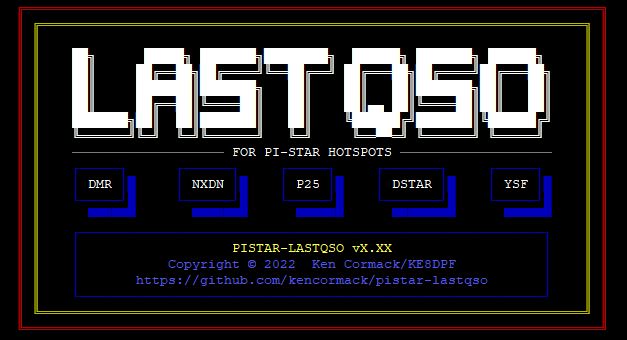 LASTQSO
FOR PI-STAR HOTSPOTS
DMR NXDN P25 DSTAR YSF
PISTAR-LASTQSO vX.XX
Copyright © 2022  Ken Cormack/KE8DPF
https://github.com/kencormack/pistar-lastqso